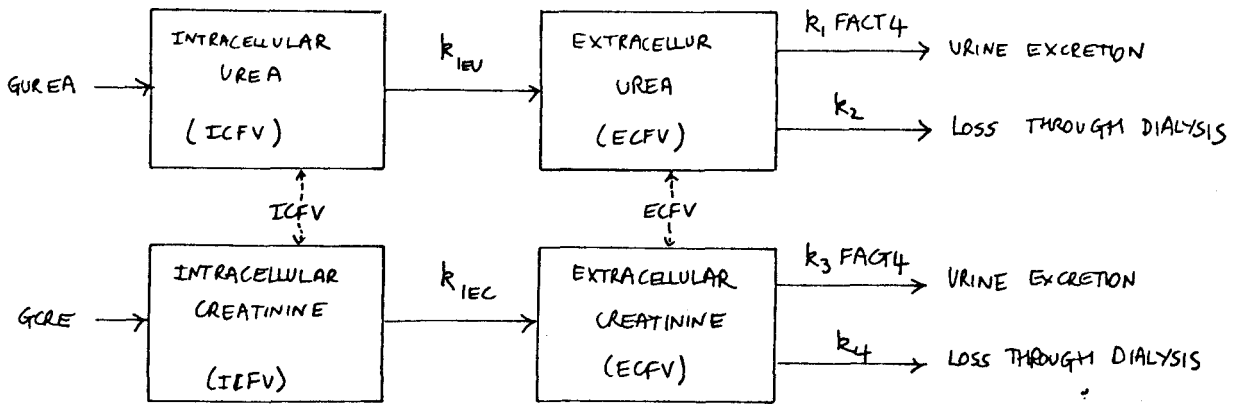 GUREA
INTRACELLULAR
UREA
(ICFV)
k₁EU
EXTRACELLUR
UREA
(ECFV)
k₁ FACT4
URINE EXCRETION
k₂
LOSS THROUGH DIALYSIS
ICFV
ECFV
GCRE
INTRACELLULAR
CREATININE
(ICFV)
k₁EC
EXTRACELLULAR
CREATININE
(ECFV)
k₃ FACT4
URINE EXCRETION
k₄
LOSS THROUGH DIALYSIS